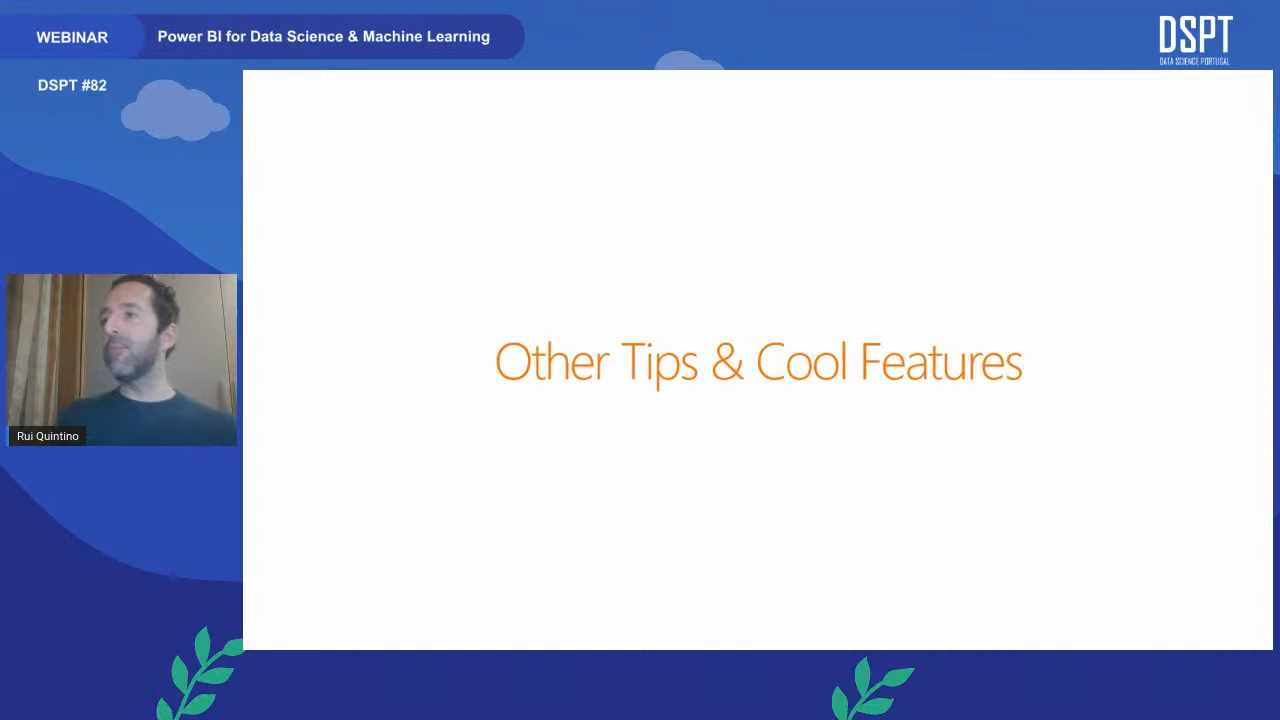 WEBINAR
Power BI for Data Science & Machine Learning
DSPT
DATA SCIENCE PORTUGAL
DSPT #82
Other Tips & Cool Features
Rui Quintino